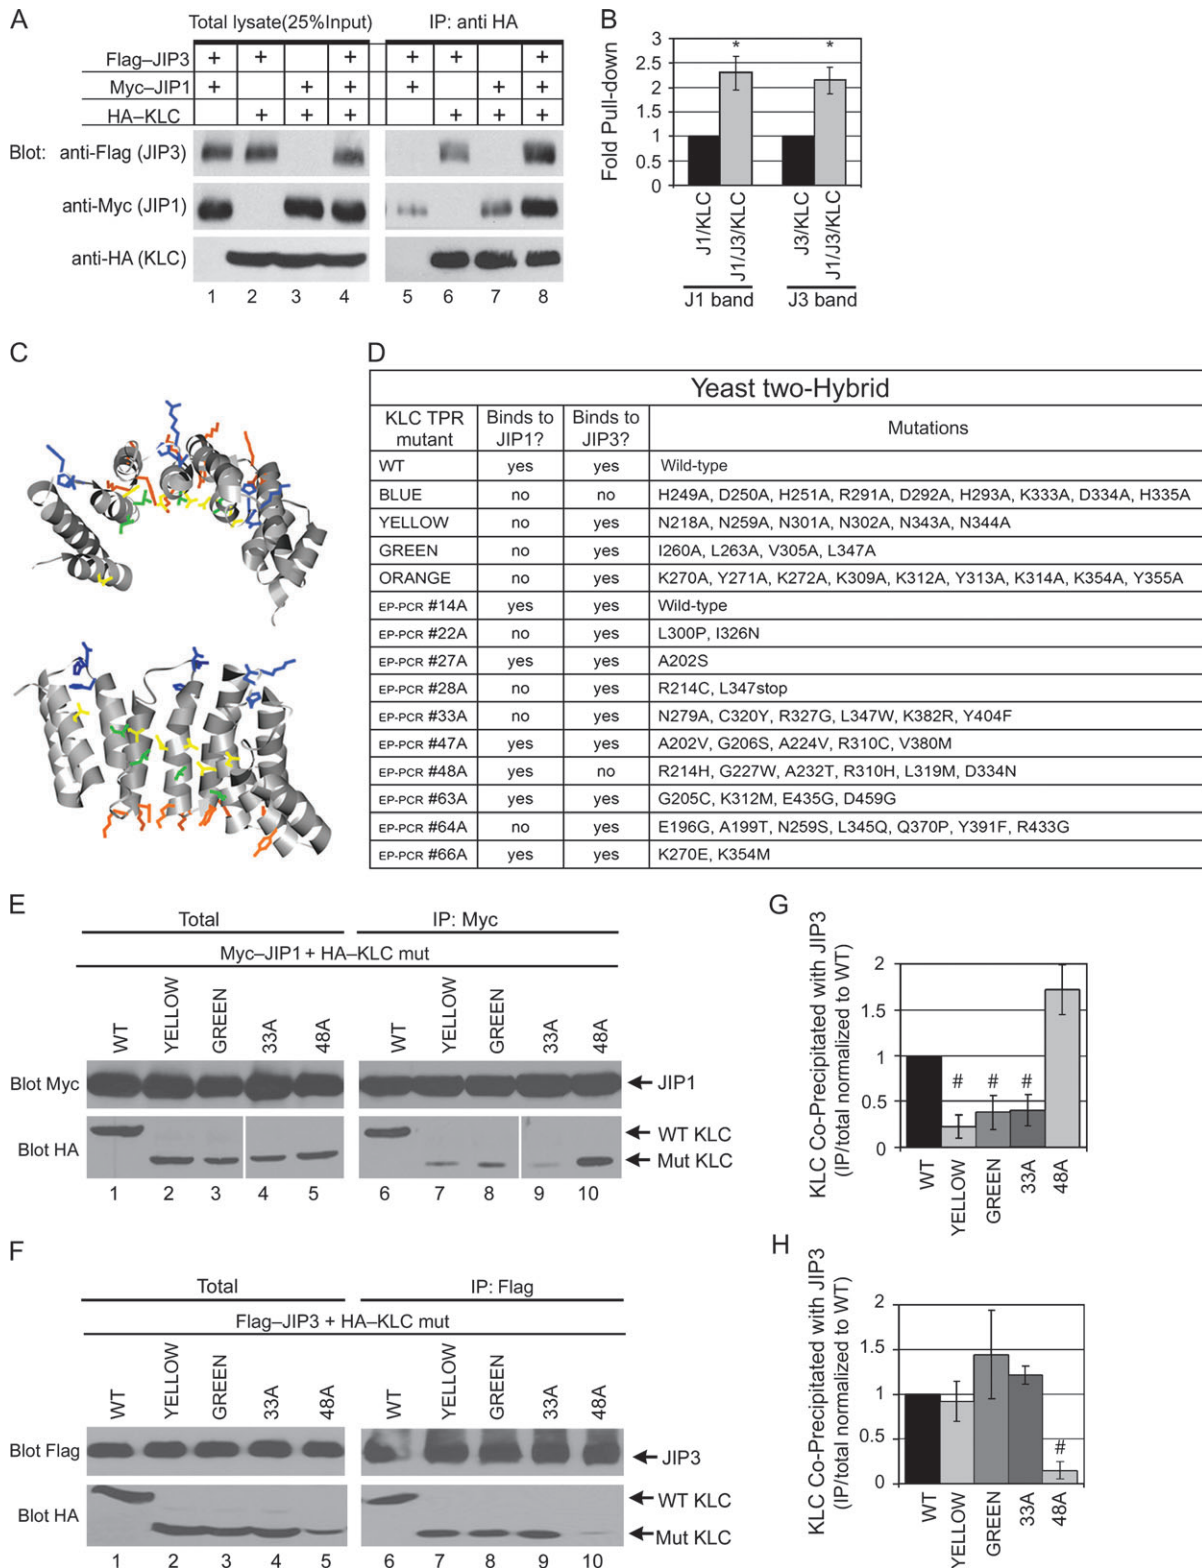 A
Total lysate(25%Input) IP: anti HA
Flag–JIP3 + + + + + +
Myc–JIP1 + + + + + +
HA–KLC + + + + + +
Blot: anti-Flag (JIP3)
anti-Myc (JIP1)
anti-HA (KLC)
1 2 3 4 5 6 7 8
B
Fold Pull-down
3
2.5
2
1.5
1
0.5
0
* *
J1/KLC
J1/J3/KLC
J3/KLC
J1/J3/KLC
J1 band J3 band
C
D
Yeast two-Hybrid
KLC TPR mutant Binds to JIP1? Binds to JIP3? Mutations
WT yes yes Wild-type
BLUE no no H249A, D250A, H251A, R291A, D292A, H293A, K333A, D334A, H335A
YELLOW no yes N218A, N259A, N301A, N302A, N343A, N344A
GREEN no yes I260A, L263A, V305A, L347A
ORANGE no yes K270A, Y271A, K272A, K309A, K312A, Y313A, K314A, K354A, Y355A
EP-PCR #14A yes yes Wild-type
EP-PCR #22A no yes L300P, I326N
EP-PCR #27A yes yes A202S
EP-PCR #28A no yes R214C, L347stop
EP-PCR #33A no yes N279A, C320Y, R327G, L347W, K382R, Y404F
EP-PCR #47A yes yes A202V, G206S, A224V, R310C, V380M
EP-PCR #48A yes no R214H, G227W, A232T, R310H, L319M, D334N
EP-PCR #63A yes yes G205C, K312M, E435G, D459G
EP-PCR #64A no yes E196G, A199T, N259S, L345Q, Q370P, Y391F, R433G
EP-PCR #66A yes yes K270E, K354M
E
Total IP: Myc
Myc–JIP1 + HA–KLC mut
WT YELLOW GREEN 33A 48A WT YELLOW GREEN 33A 48A
Blot Myc JIP1
Blot HA WT KLC
Mut KLC
1 2 3 4 5 6 7 8 9 10
G
KLC Co-Precipitated with JIP3
(IP/total normalized to WT)
2
1.5
1
0.5
0
# # #
WT YELLOW GREEN 33A 48A
F
Total IP: Flag
Flag–JIP3 + HA–KLC mut
WT YELLOW GREEN 33A 48A WT YELLOW GREEN 33A 48A
Blot Flag JIP3
Blot HA WT KLC
Mut KLC
1 2 3 4 5 6 7 8 9 10
H
KLC Co-Precipitated with JIP3
(IP/total normalized to WT)
2
1.5
1
0.5
0
#
WT YELLOW GREEN 33A 48A